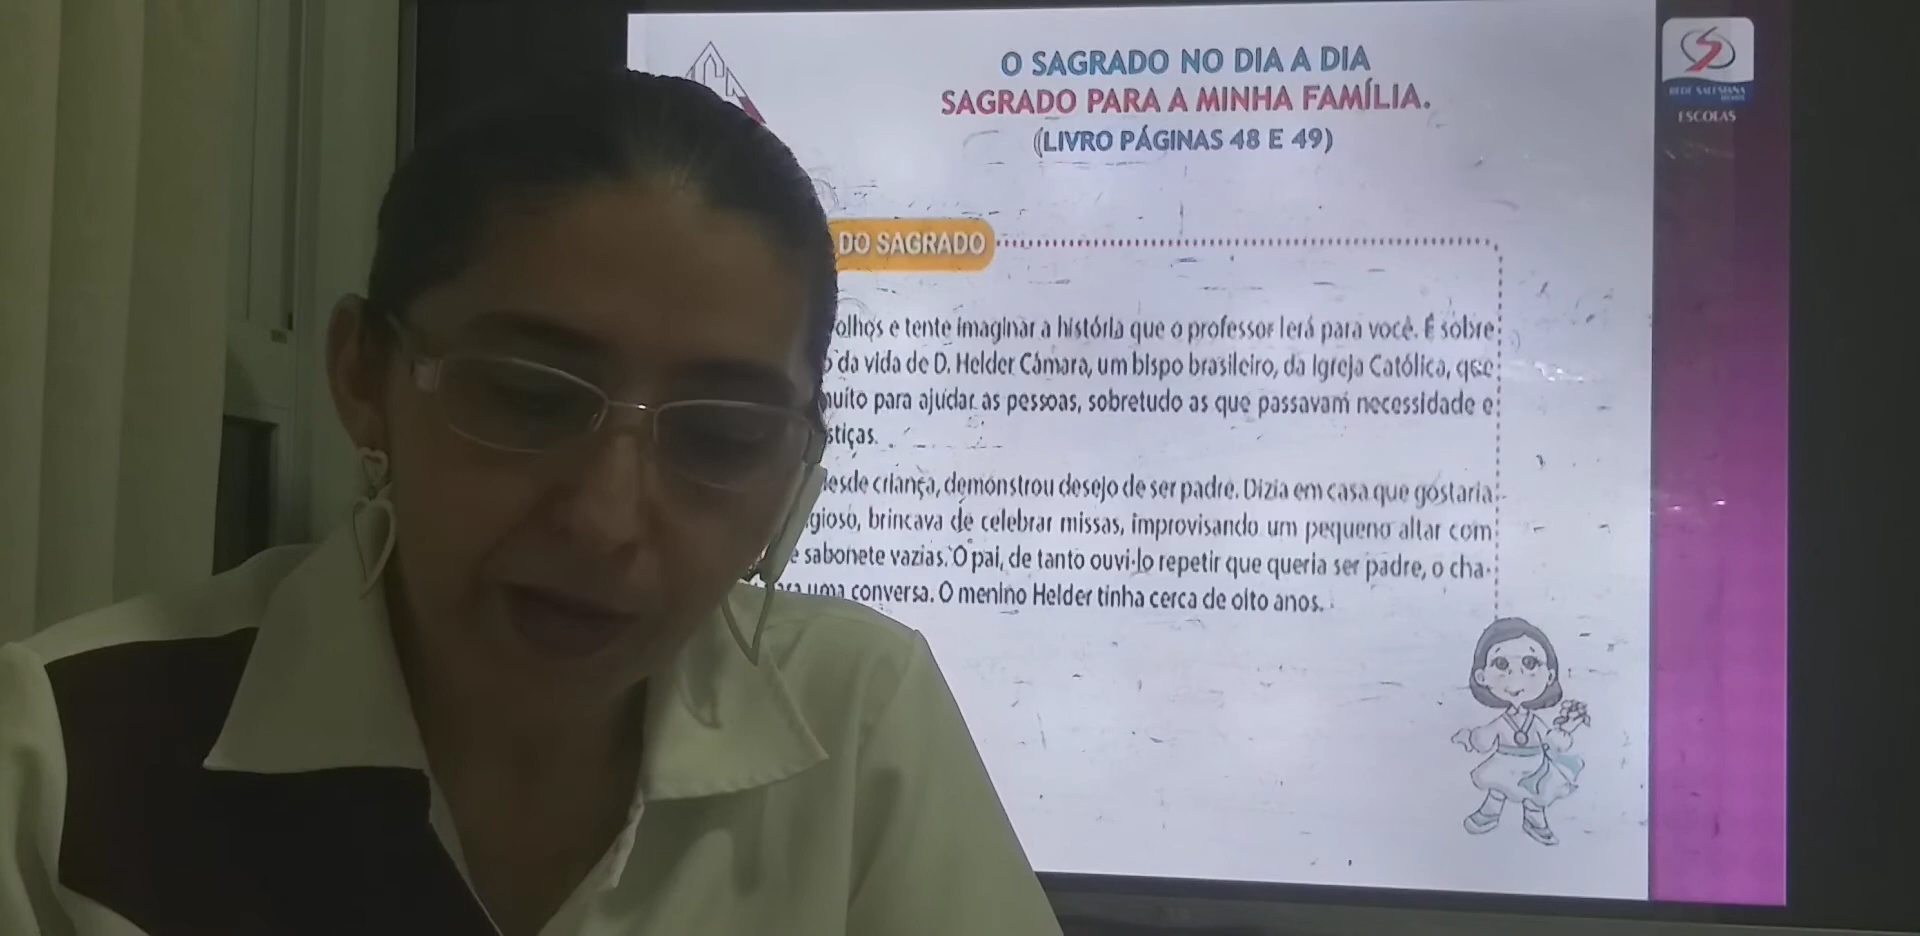 O SAGRADO NO DIA A DIA
SAGRADO PARA A MINHA FAMÍLIA.
(LIVRO PÁGINAS 48 E 49)
REDE SALESIANA
ESCOLAS
DO SAGRADO
olhos e tente imaginar a história que o professor lerá para você. É sobre
da vida de D. Helder Câmara, um bispo brasileiro, da Igreja Católica, que
muito para ajudar as pessoas, sobretudo as que passavam necessidade e
stiças.
desde criança, demonstrou desejo de ser padre. Dizia em casa que gostaria
gioso, brincava de celebrar missas, improvisando um pequeno altar com
e sabonete vazias. O pai, de tanto ouvi-lo repetir que queria ser padre, o cha-
uma conversa. O menino Helder tinha cerca de oito anos.